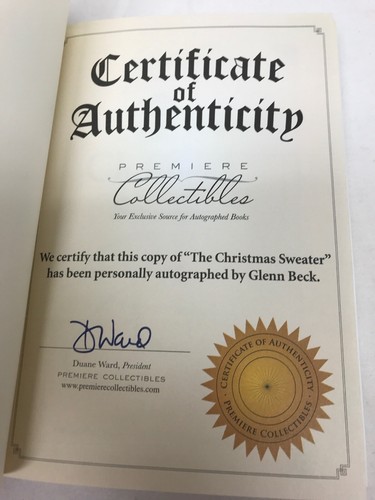 Certificate
of
Authenticity
PREMIERE
Collectibles
Your Exclusive Source for Autographed Books
We certify that this copy of "The Christmas Sweater"
has been personally autographed by Glenn Beck.
D Ward
Duane Ward, President
PREMIERE COLLECTIBLES
www.premierecollectibles.com
CERTIFICATE OF AUTHENTICITY
PREMIERE COLLECTIBLES